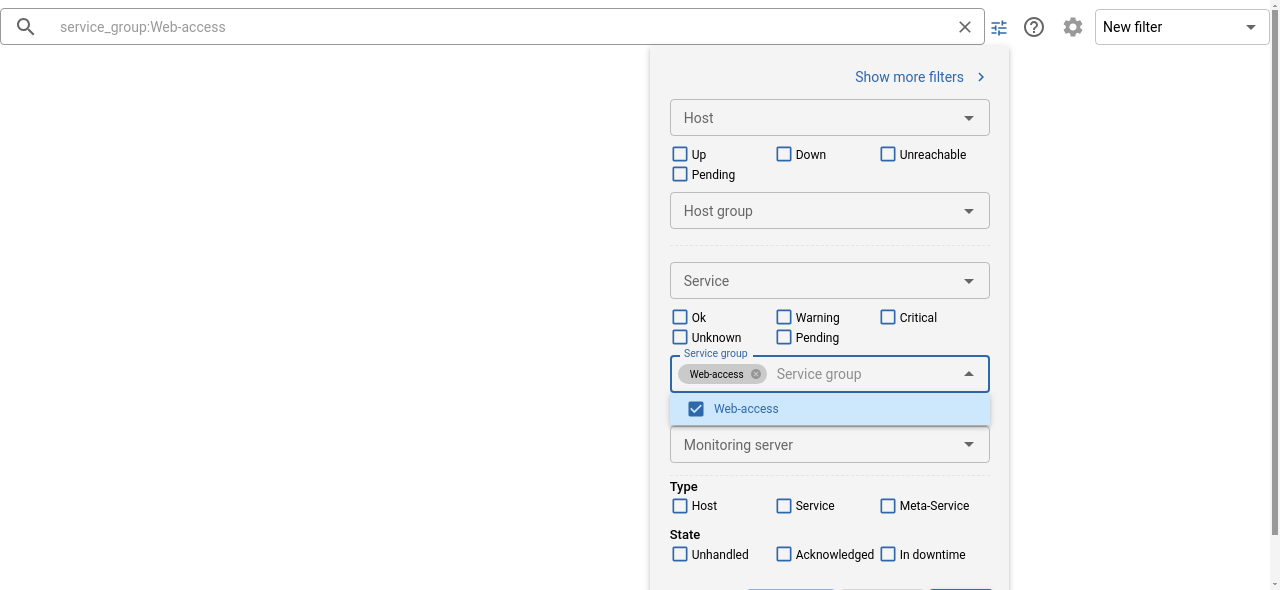 service_group:Web-access
New filter
Show more filters
Host
Up Down Unreachable
Pending
Host group
Service
Ok Warning Critical
Unknown Pending
Service group
Web-access Service group
Web-access
Monitoring server
Type
Host Service Meta-Service
State
Unhandled Acknowledged In downtime